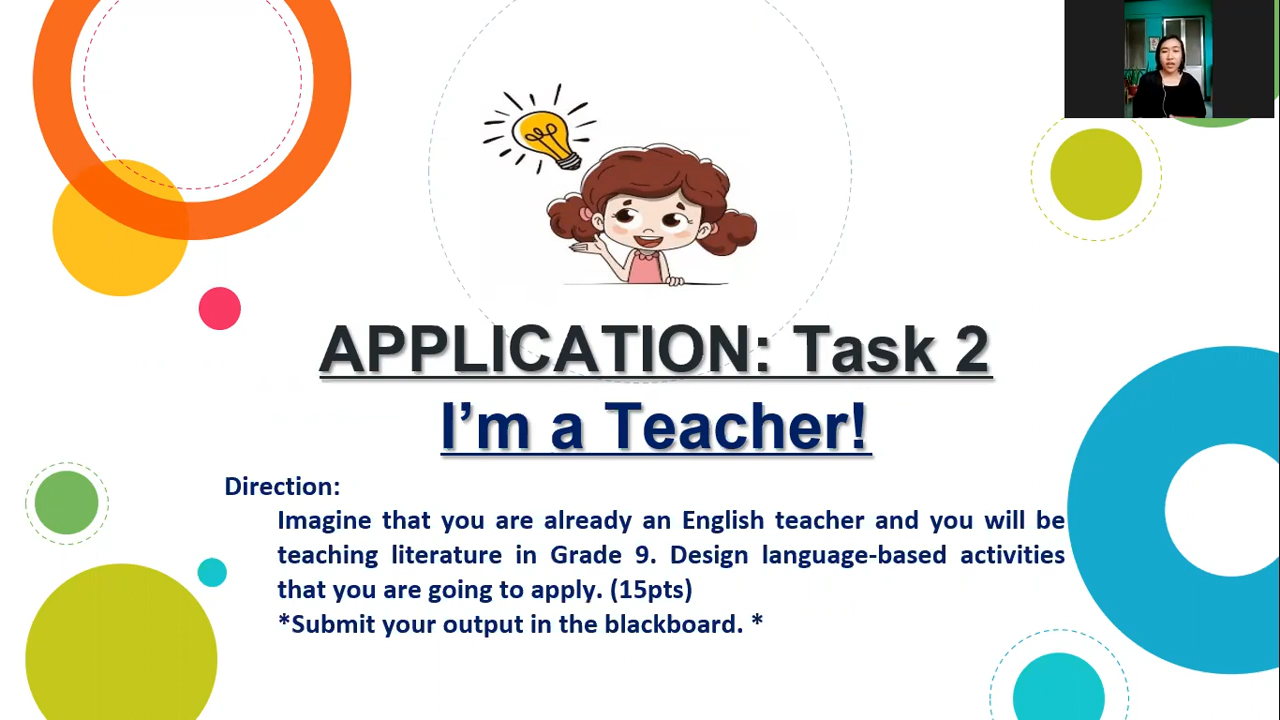 APPLICATION: Task 2
I’m a Teacher!
Direction:
Imagine that you are already an English teacher and you will be
teaching literature in Grade 9. Design language-based activities
that you are going to apply. (15pts)
*Submit your output in the blackboard. *